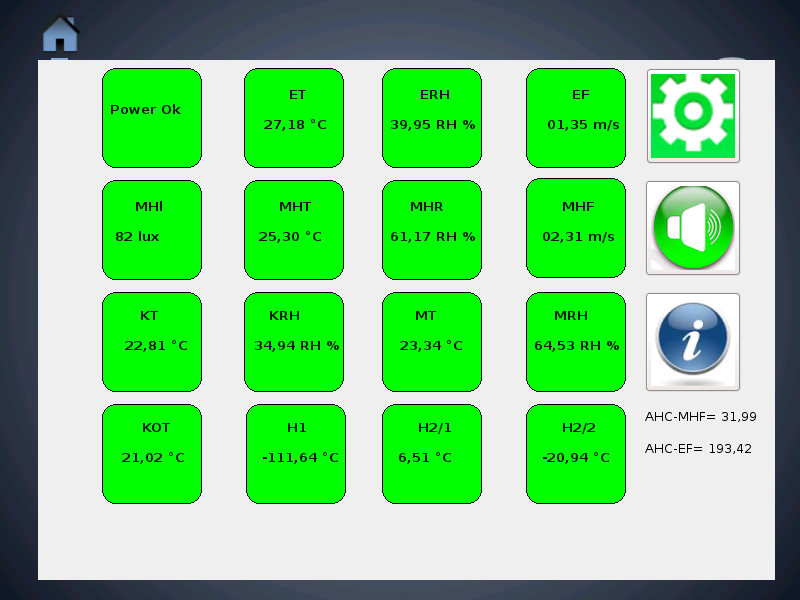 Power Ok
ET
27,18 °C
ERH
39,95 RH %
EF
01,35 m/s
MHl
82 lux
MHT
25,30 °C
MHR
61,17 RH %
MHF
02,31 m/s
KT
22,81 °C
KRH
34,94 RH %
MT
23,34 °C
MRH
64,53 RH %
KOT
21,02 °C
H1
-111,64 °C
H2/1
6,51 °C
H2/2
-20,94 °C
i
AHC-MHF= 31,99
AHC-EF= 193,42